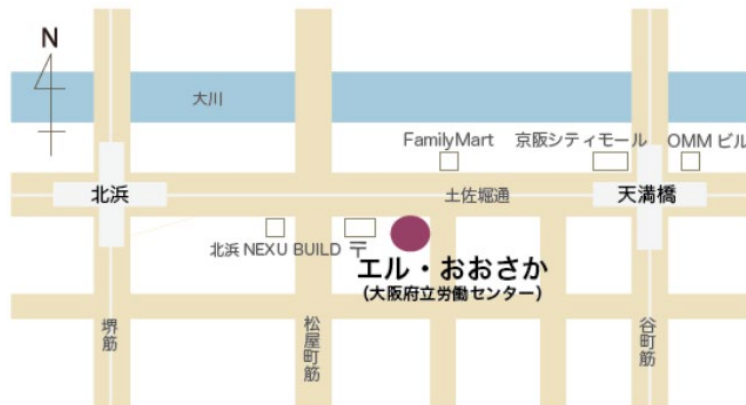 N
大川
FamilyMart
京阪シティモール
OMM ビル
北浜
土佐堀通
天満橋
北浜 NEXU BUILD
〒
エル・おおさか
(大阪府立労働センター)
堺筋
松屋町筋
谷町筋